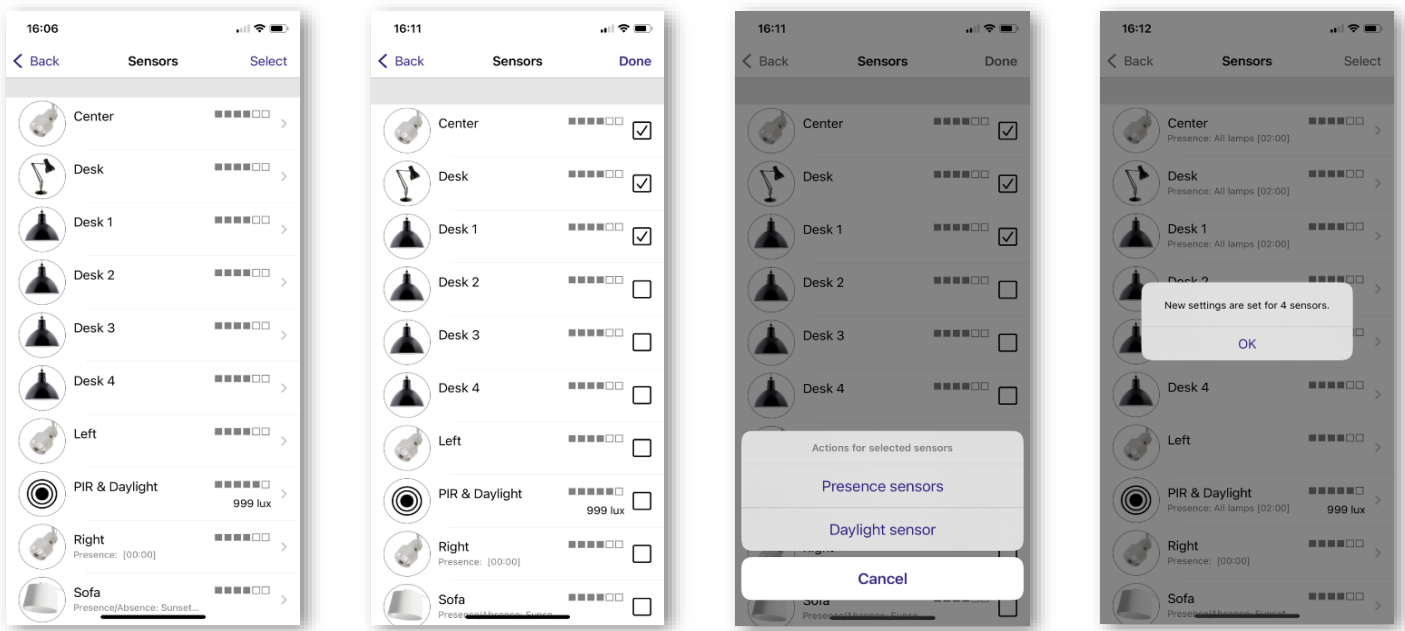 16:06
Back Sensors Select
Center
Desk
Desk 1
Desk 2
Desk 3
Desk 4
Left
PIR & Daylight
999 lux
Right
Presence: [00:00]
Sofa
Presence/Absence: Sunset...
16:11
Back Sensors Done
Center
Desk
Desk 1
Desk 2
Desk 3
Desk 4
Left
PIR & Daylight
999 lux
Right
Presence: [00:00]
Sofa
16:11
Back Sensors Done
Center
Desk
Desk 1
Desk 2
Desk 3
Desk 4
Actions for selected sensors
Presence sensors
Daylight sensor
Cancel
16:12
Back Sensors Select
Center
Presence: All lamps [02:00]
Desk
Presence: All lamps [02:00]
Desk 1
Presence: All lamps [02:00]
Desk 2
New settings are set for 4 sensors.
OK
Desk 4
Left
PIR & Daylight
Presence: All lamps [02:00]
999 lux
Right
Presence: [00:00]
Sofa